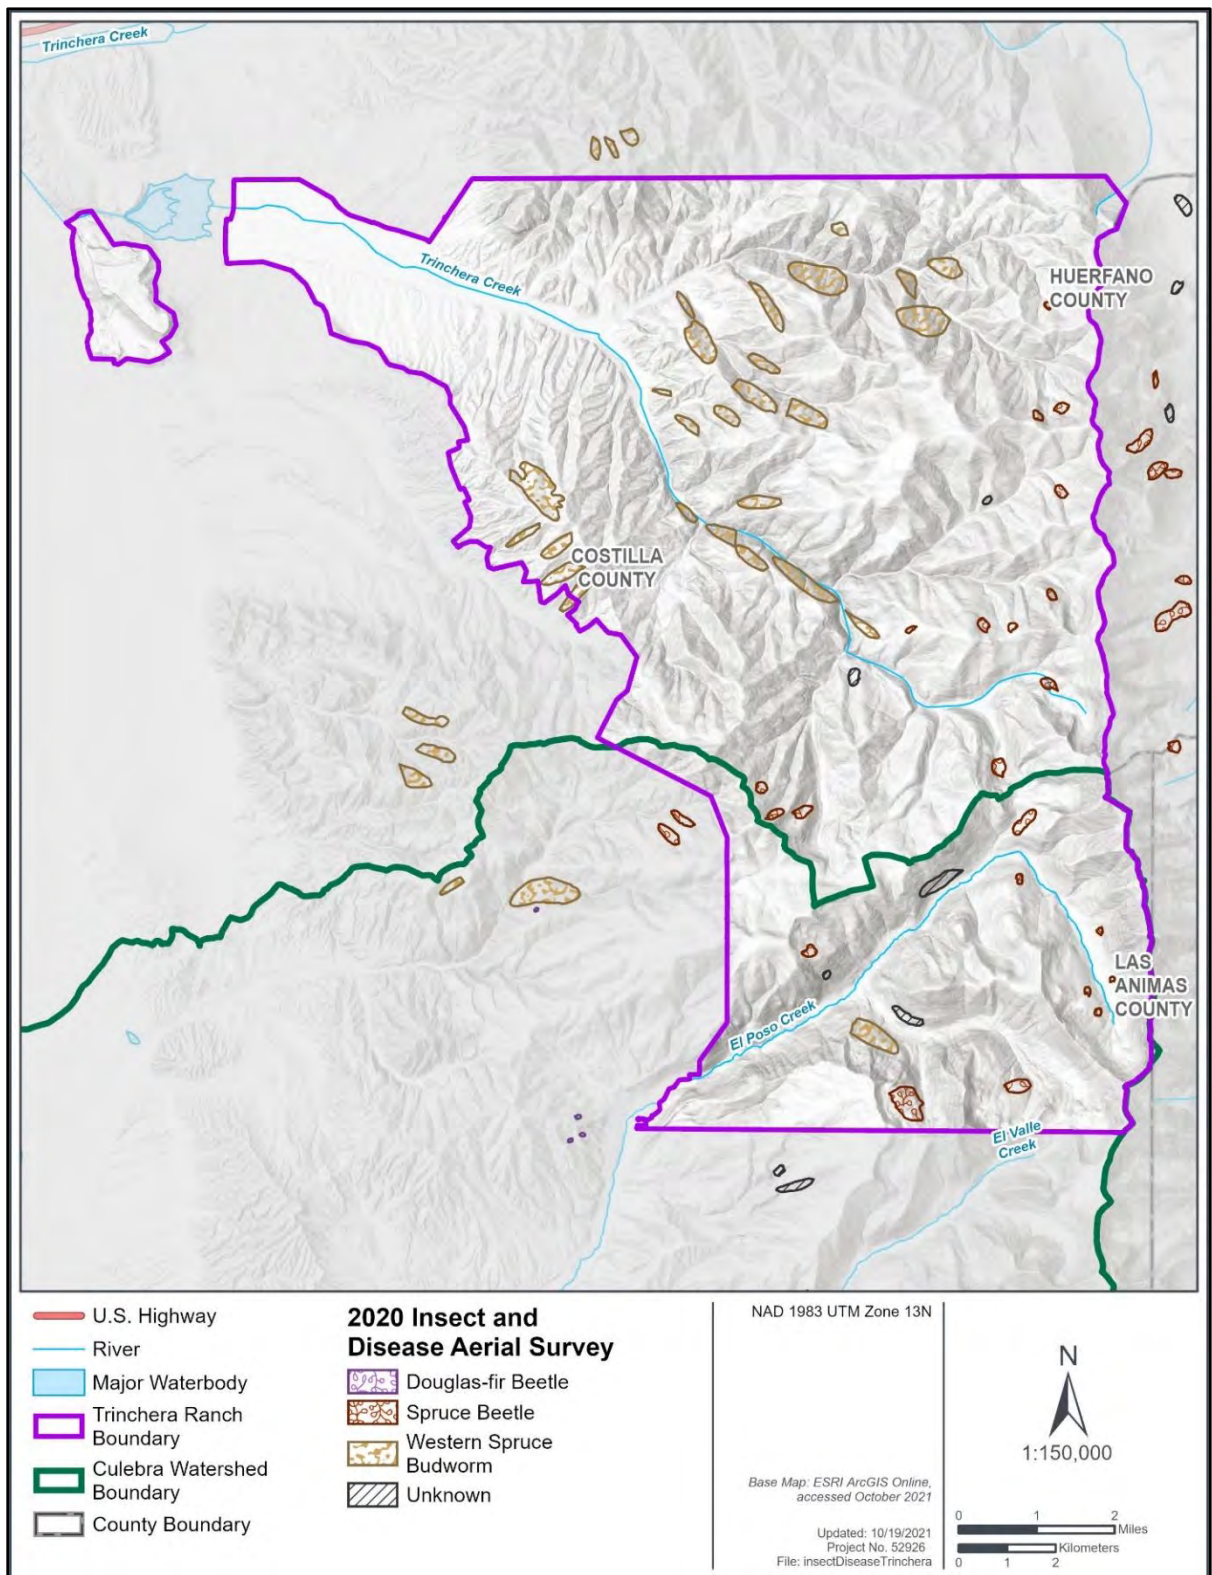 Trinchera Creek
Trinchera Creek
HUERFANO
COUNTY
COSTILLA
COUNTY
LAS
ANIMAS
COUNTY
El Poso Creek
El Valle
Creek
U.S. Highway
River
Major Waterbody
Trinchera Ranch
Boundary
Culebra Watershed
Boundary
County Boundary
2020 Insect and
Disease Aerial Survey
Douglas-fir Beetle
Spruce Beetle
Western Spruce
Budworm
Unknown
NAD 1983 UTM Zone 13N
Base Map: ESRI ArcGIS Online,
accessed October 2021
Updated: 10/19/2021
Project No. 52926
File: insectDiseaseTrinchera
N
1:150,000
0 1 2
Miles
Kilometers
0 1 2